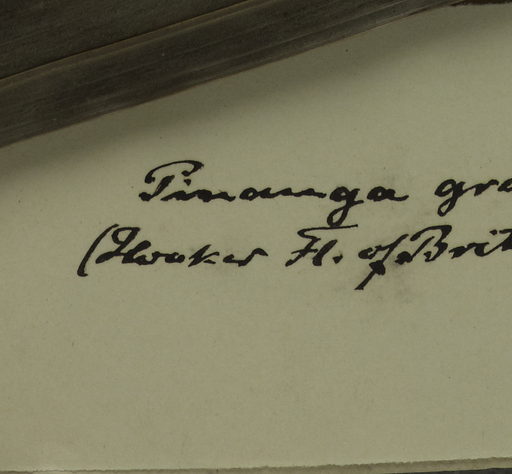 Pinanga gra
(Hooker Fl. of Brit